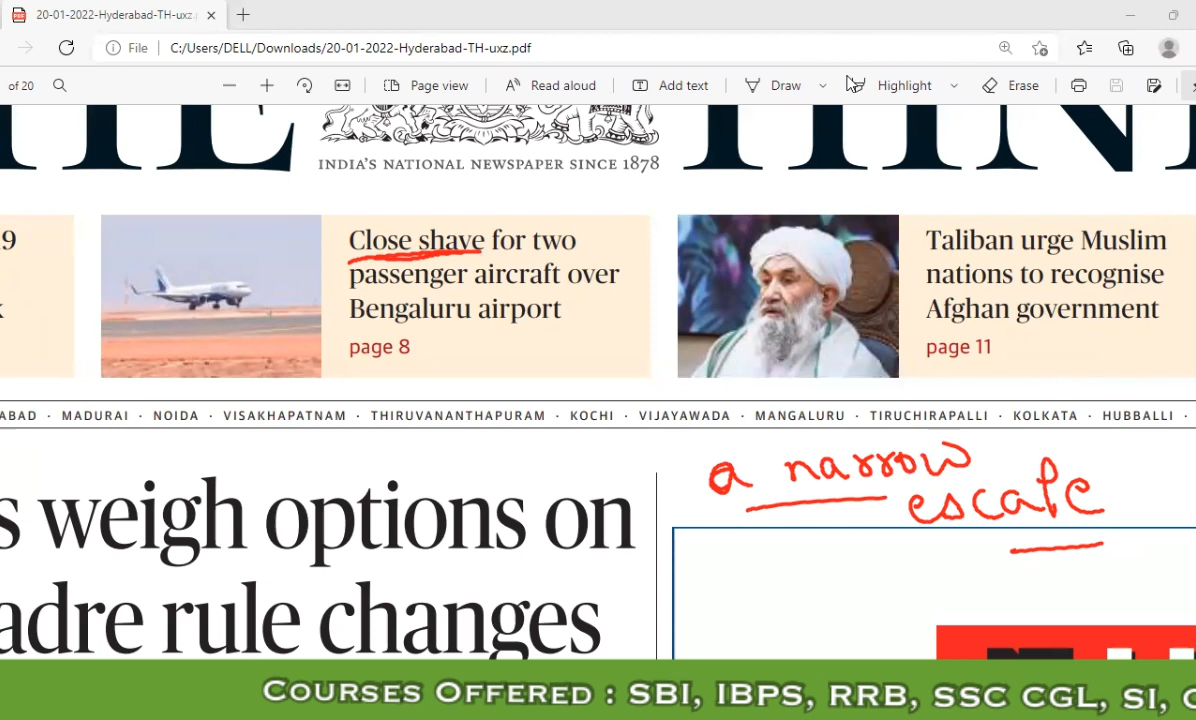 20-01-2022-Hyderabad-TH-uxz.
File C:/Users/DELL/Downloads/20-01-2022-Hyderabad-TH-uxz.pdf
of 20 Page view Read aloud Add text Draw Highlight Erase
INDIA'S NATIONAL NEWSPAPER SINCE 1878
19
Close shave for two
passenger aircraft over
Bengaluru airport
page 8
Taliban urge Muslim
nations to recognise
Afghan government
page 11
ABAD · MADURAI · NOIDA · VISAKHAPATNAM · THIRUVANANTHAPURAM · KOCHI · VIJAYAWADA · MANGALURU · TIRUCHIRAPALLI · KOLKATA · HUBBALLI ·
a narrow
escape
s weigh options on
adre rule changes
COURSES OFFERED : SBI, IBPS, RRB, SSC CGL, SI,